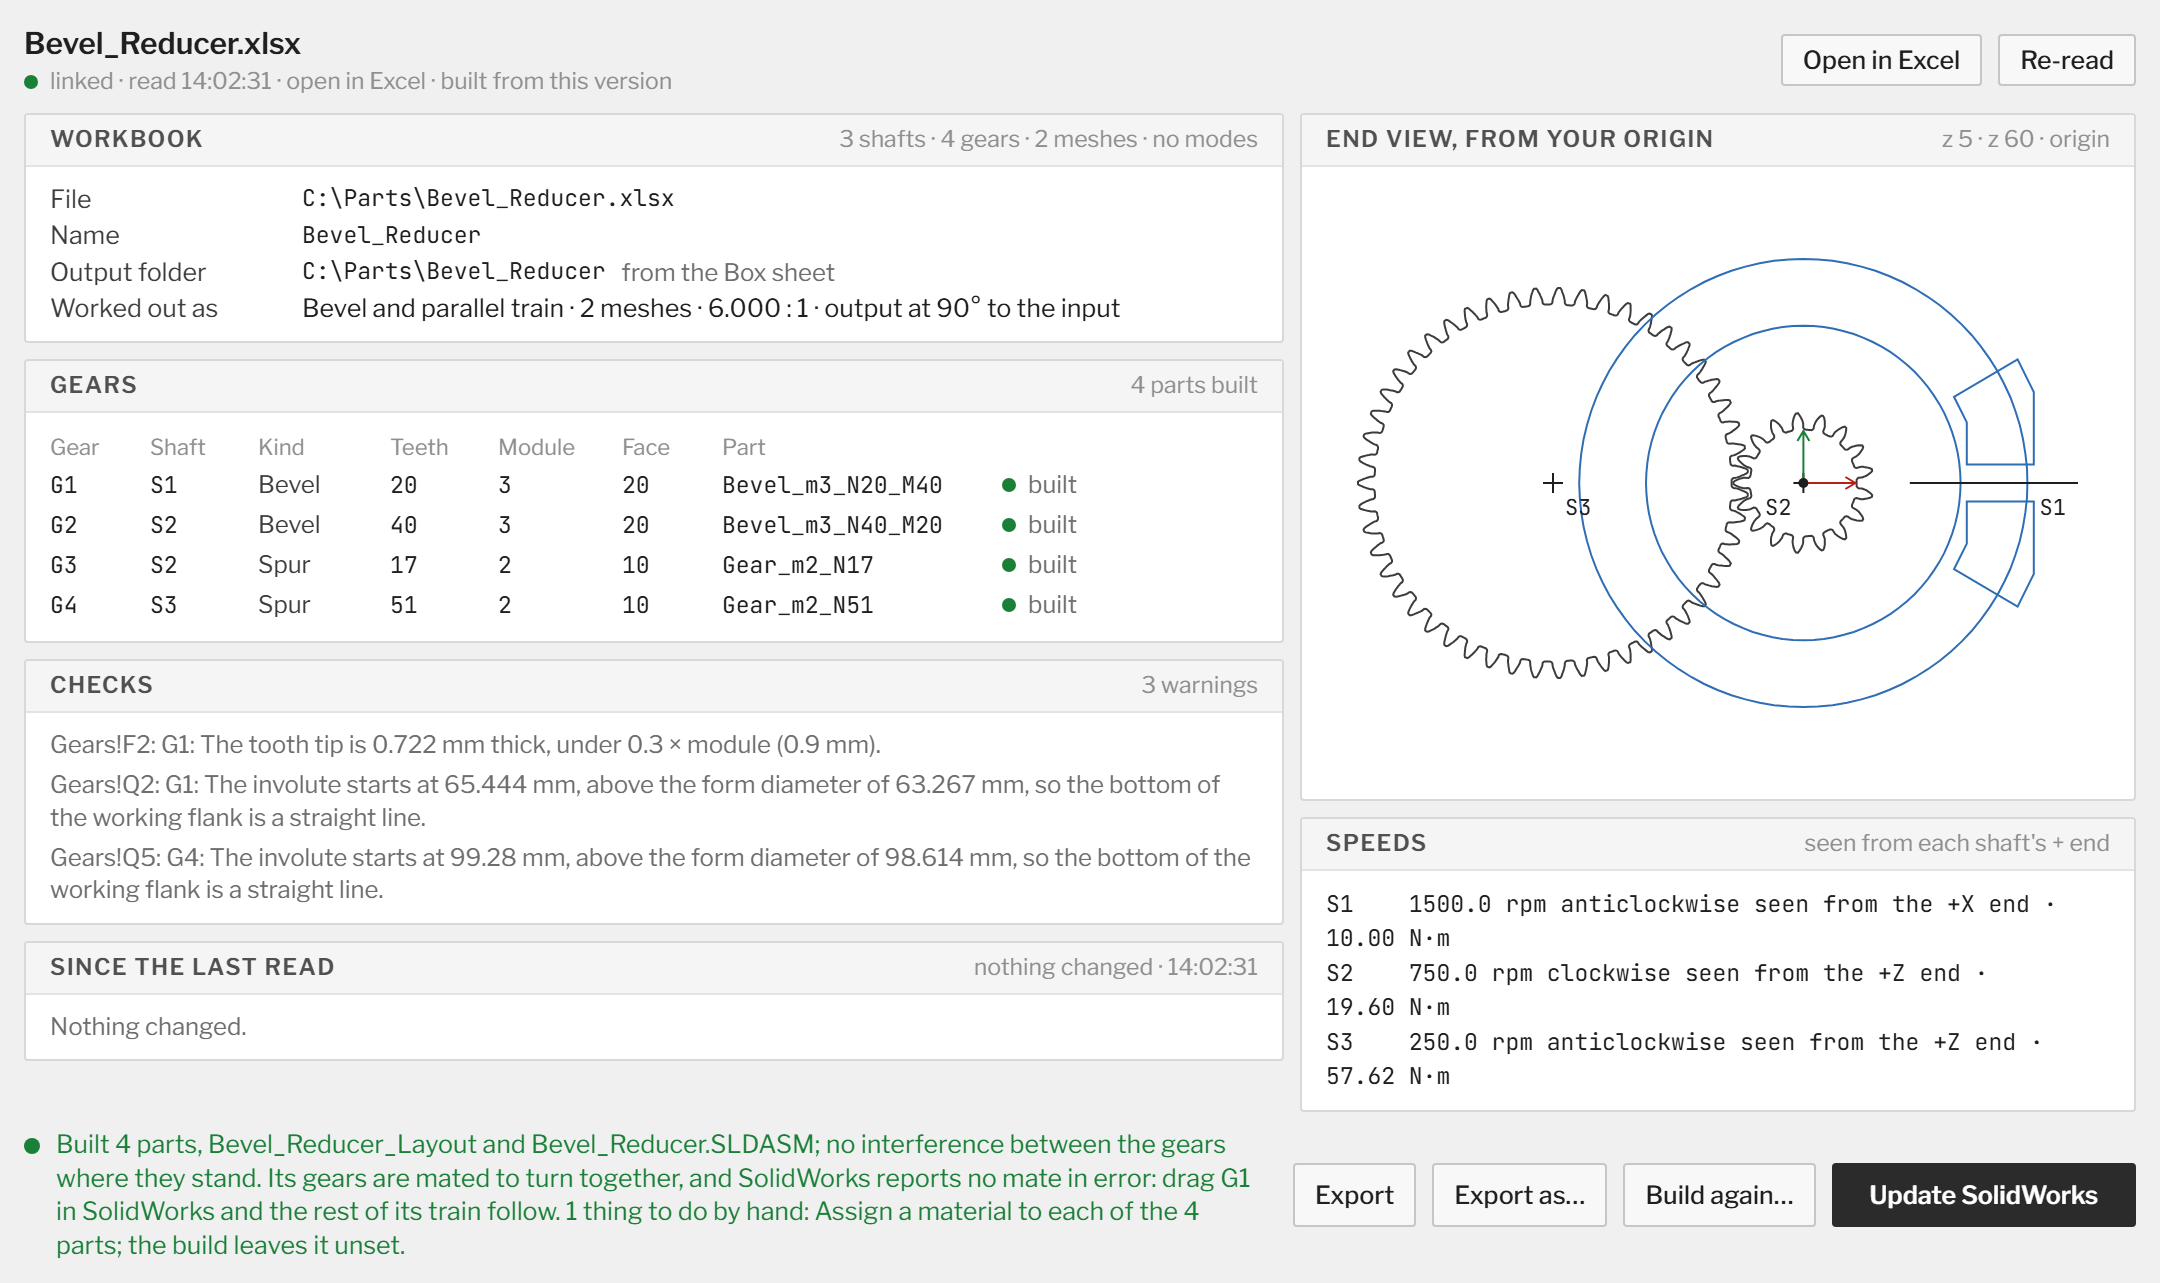 Bevel_Reducer.xlsx
linked · read 14:02:31 · open in Excel · built from this version
Open in Excel
Re-read
WORKBOOK
3 shafts · 4 gears · 2 meshes · no modes
File C:\Parts\Bevel_Reducer.xlsx
Name Bevel_Reducer
Output folder C:\Parts\Bevel_Reducer from the Box sheet
Worked out as Bevel and parallel train · 2 meshes · 6.000 : 1 · output at 90° to the input
GEARS
4 parts built
Gear Shaft Kind Teeth Module Face Part
G1 S1 Bevel 20 3 20 Bevel_m3_N20_M40 built
G2 S2 Bevel 40 3 20 Bevel_m3_N40_M20 built
G3 S2 Spur 17 2 10 Gear_m2_N17 built
G4 S3 Spur 51 2 10 Gear_m2_N51 built
CHECKS
3 warnings
Gears!F2: G1: The tooth tip is 0.722 mm thick, under 0.3 × module (0.9 mm).
Gears!Q2: G1: The involute starts at 65.444 mm, above the form diameter of 63.267 mm, so the bottom of
the working flank is a straight line.
Gears!Q5: G4: The involute starts at 99.28 mm, above the form diameter of 98.614 mm, so the bottom of the
working flank is a straight line.
SINCE THE LAST READ
nothing changed · 14:02:31
Nothing changed.
END VIEW, FROM YOUR ORIGIN
z 5 · z 60 · origin
S3
S2
S1
SPEEDS
seen from each shaft's + end
S1 1500.0 rpm anticlockwise seen from the +X end ·
10.00 N·m
S2 750.0 rpm clockwise seen from the +Z end ·
19.60 N·m
S3 250.0 rpm anticlockwise seen from the +Z end ·
57.62 N·m
Built 4 parts, Bevel_Reducer_Layout and Bevel_Reducer.SLDASM; no interference between the gears
where they stand. Its gears are mated to turn together, and SolidWorks reports no mate in error: drag G1
in SolidWorks and the rest of its train follow. 1 thing to do by hand: Assign a material to each of the 4
parts; the build leaves it unset.
Export
Export as...
Build again...
Update SolidWorks